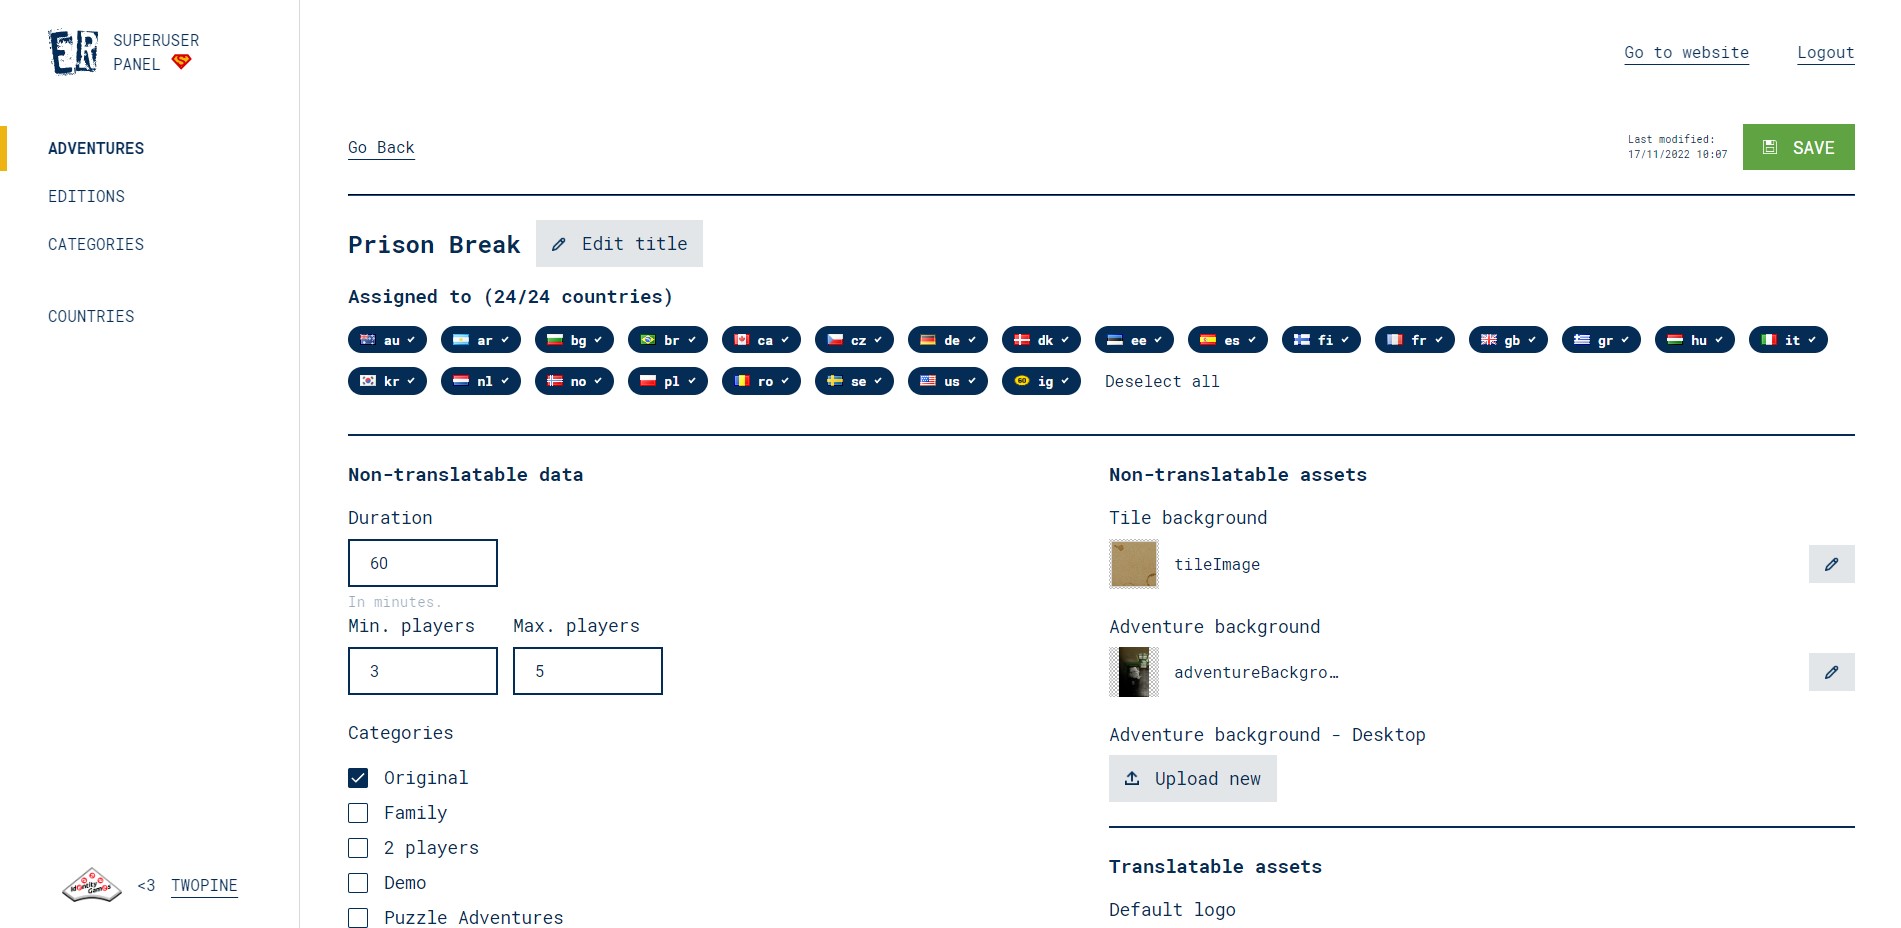 ER SUPERUSER
PANEL
Go to website Logout
ADVENTURES
EDITIONS
CATEGORIES
COUNTRIES
Go Back
Last modified:
17/11/2022 10:07
SAVE
Prison Break Edit title
Assigned to (24/24 countries)
au ar bg br ca cz de dk ee es fi fr gb gr hu it
kr nl no pl ro se us ig Deselect all
Non-translatable data
Duration
60
In minutes.
Min. players Max. players
3 5
Categories
Original
Family
2 players
Demo
Puzzle Adventures
Non-translatable assets
Tile background
tileImage
Adventure background
adventureBackgro…
Adventure background - Desktop
Upload new
Translatable assets
Default logo
Identity Games <3 TWOPINE